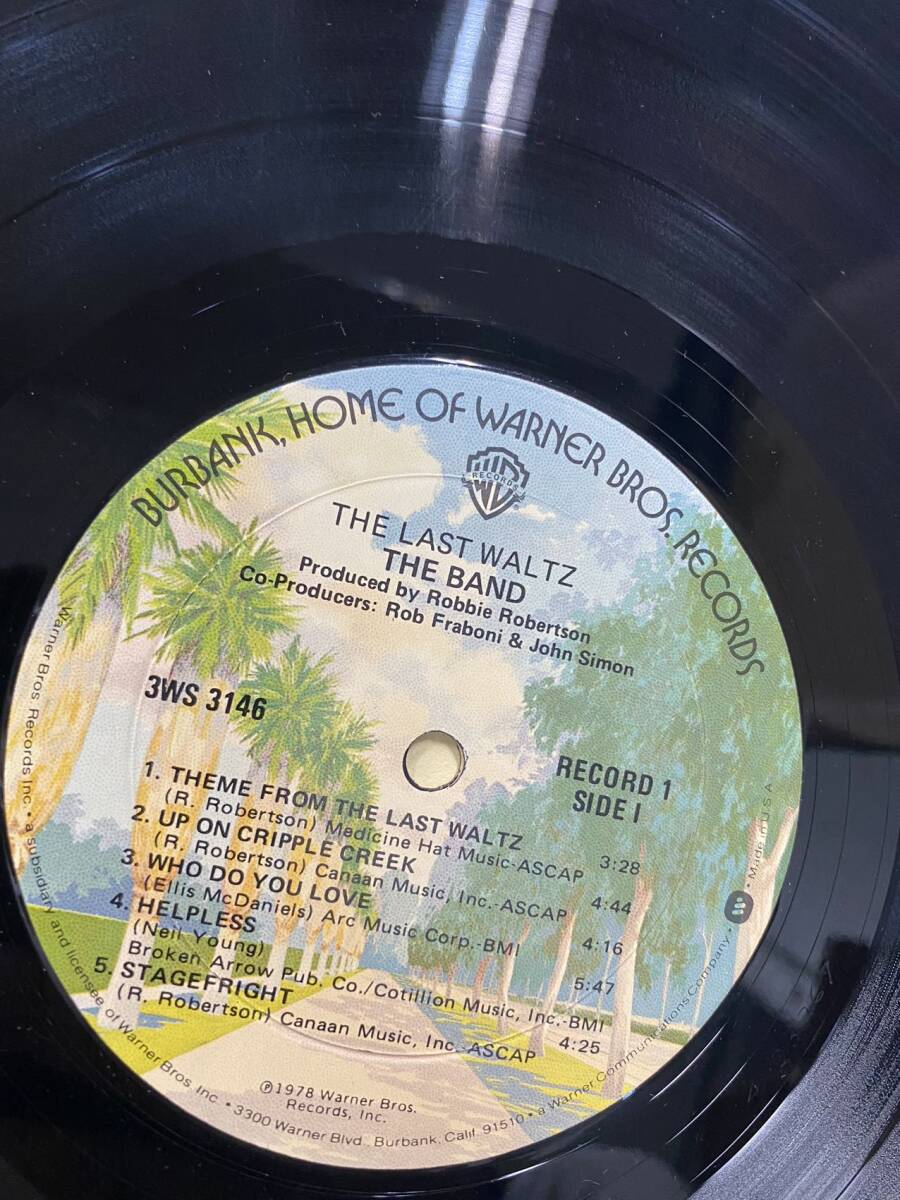 BURBANK, HOME OF WARNER BROS. RECORDS
RECORDS
THE LAST WALTZ
THE BAND
Produced by Robbie Robertson
Co-Producers: Rob Fraboni & John Simon
3WS 3146
RECORD 1
SIDE I
1. THEME FROM THE LAST WALTZ
(R. Robertson) Medicine Hat Music-ASCAP 3:28
2. UP ON CRIPPLE CREEK
(R. Robertson) Canaan Music, Inc.-ASCAP 4:44
3. WHO DO YOU LOVE
(Ellis McDaniels) Arc Music Corp.-BMI 4:16
4. HELPLESS
(Neil Young)
Broken Arrow Pub. Co./Cotillion Music, Inc.-BMI 5:47
5. STAGEFRIGHT
(R. Robertson) Canaan Music, Inc.-ASCAP 4:25
℗1978 Warner Bros.
Records, Inc.
Warner Bros. Records Inc. • a subsidiary and licensee of Warner Bros. Inc. • 3300 Warner Blvd., Burbank, Calif. 91510 • a Warner Communications Company • Made in U.S.A.